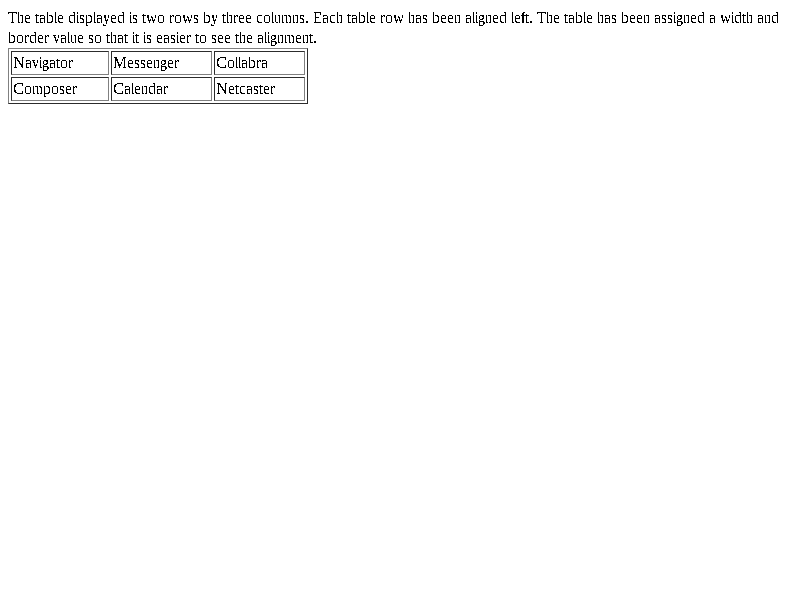 The table displayed is two rows by three columns. Each table row has been aligned left. The table has been assigned a width and
border value so that it is easier to see the alignment.
Navigator Messenger Collabra
Composer Calendar Netcaster